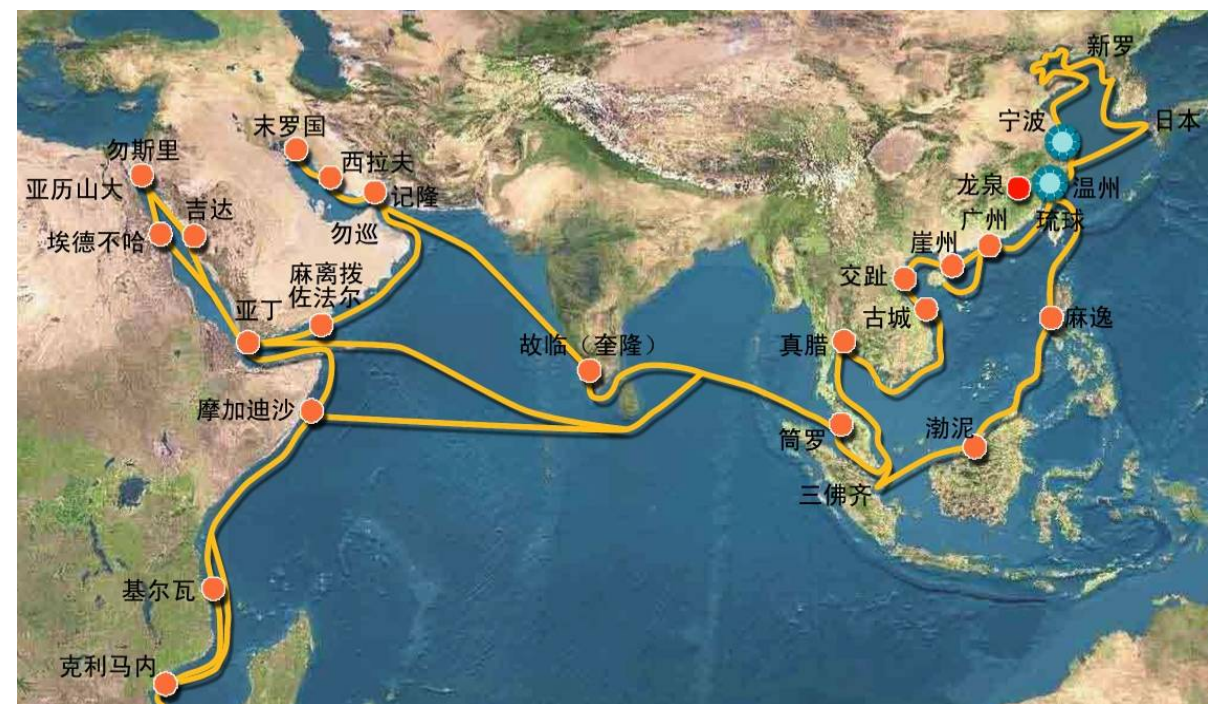 新罗
宁波
日本
末罗国
勿斯里
西拉夫
亚历山大
记隆
龙泉
温州
吉达
广州
琉球
埃德不哈
勿巡
崖州
麻离拨
佐法尔
交趾
亚丁
古城
麻逸
故临（奎隆）
真腊
摩加迪沙
渤泥
筒罗
三佛齐
基尔瓦
克利马内